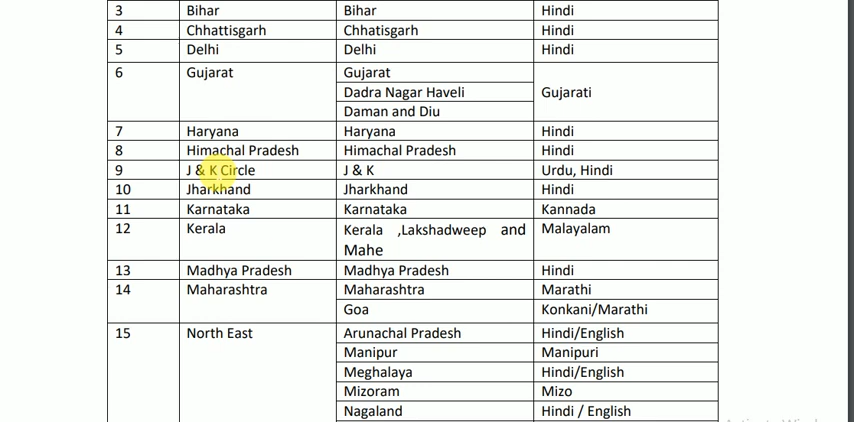 3 Bihar Bihar Hindi
4 Chhattisgarh Chhatisgarh Hindi
5 Delhi Delhi Hindi
6 Gujarat Gujarat Gujarati
Dadra Nagar Haveli
Daman and Diu
7 Haryana Haryana Hindi
8 Himachal Pradesh Himachal Pradesh Hindi
9 J & K Circle J & K Urdu, Hindi
10 Jharkhand Jharkhand Hindi
11 Karnataka Karnataka Kannada
12 Kerala Kerala ,Lakshadweep and Malayalam
Mahe
13 Madhya Pradesh Madhya Pradesh Hindi
14 Maharashtra Maharashtra Marathi
Goa Konkani/Marathi
15 North East Arunachal Pradesh Hindi/English
Manipur Manipuri
Meghalaya Hindi/English
Mizoram Mizo
Nagaland Hindi / English